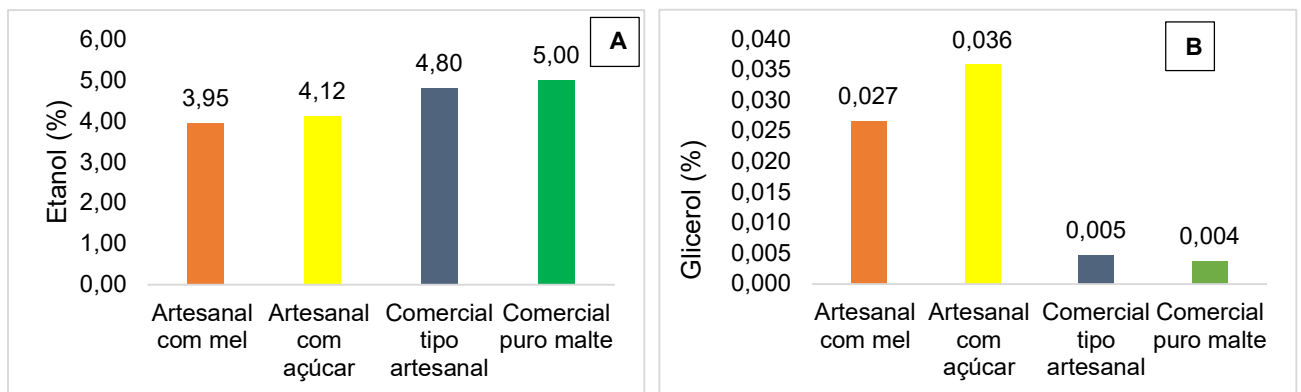 A
Etanol (%)
6,00
5,00
4,00
3,00
2,00
1,00
0,00
3,95
4,12
4,80
5,00
Artesanal
com mel
Artesanal
com
açúcar
Comercial
tipo
artesanal
Comercial
puro malte
B
Glicerol (%)
0,040
0,035
0,030
0,025
0,020
0,015
0,010
0,005
0,000
0,027
0,036
0,005
0,004
Artesanal
com mel
Artesanal
com
açúcar
Comercial
tipo
artesanal
Comercial
puro malte